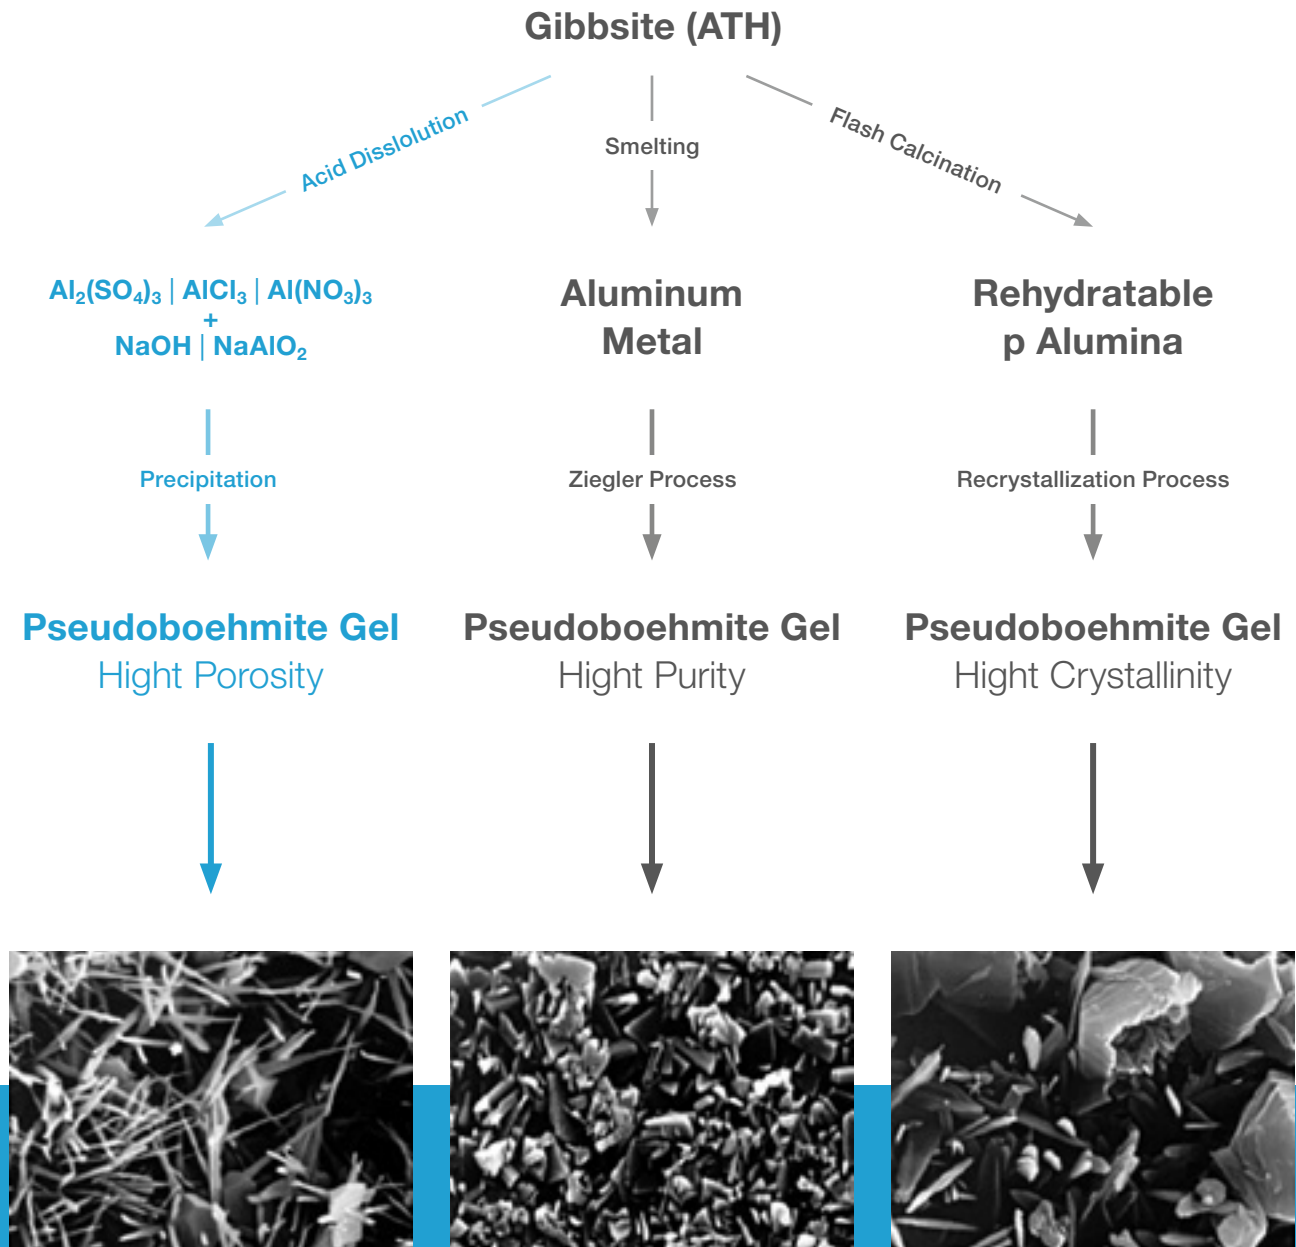 Gibbsite (ATH)
Acid Disslolution
Smelting
Flash Calcination
Al₂(SO₄)₃ | AlCl₃ | Al(NO₃)₃
+
NaOH | NaAlO₂
Aluminum
Metal
Rehydratable
p Alumina
Precipitation
Ziegler Process
Recrystallization Process
Pseudoboehmite Gel
Hight Porosity
Pseudoboehmite Gel
Hight Purity
Pseudoboehmite Gel
Hight Crystallinity